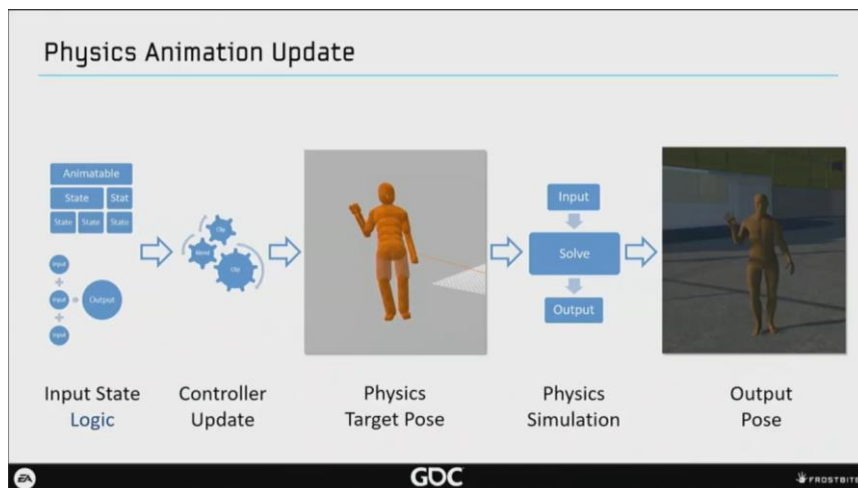 Physics Animation Update
Animatable
State Stat
State State State
Input
+
Input
+
Input
Output
Clip
Blend
Clip
Input
Solve
Output
Input State
Logic
Controller
Update
Physics
Target Pose
Physics
Simulation
Output
Pose
EA
GDC
FROSTBITE